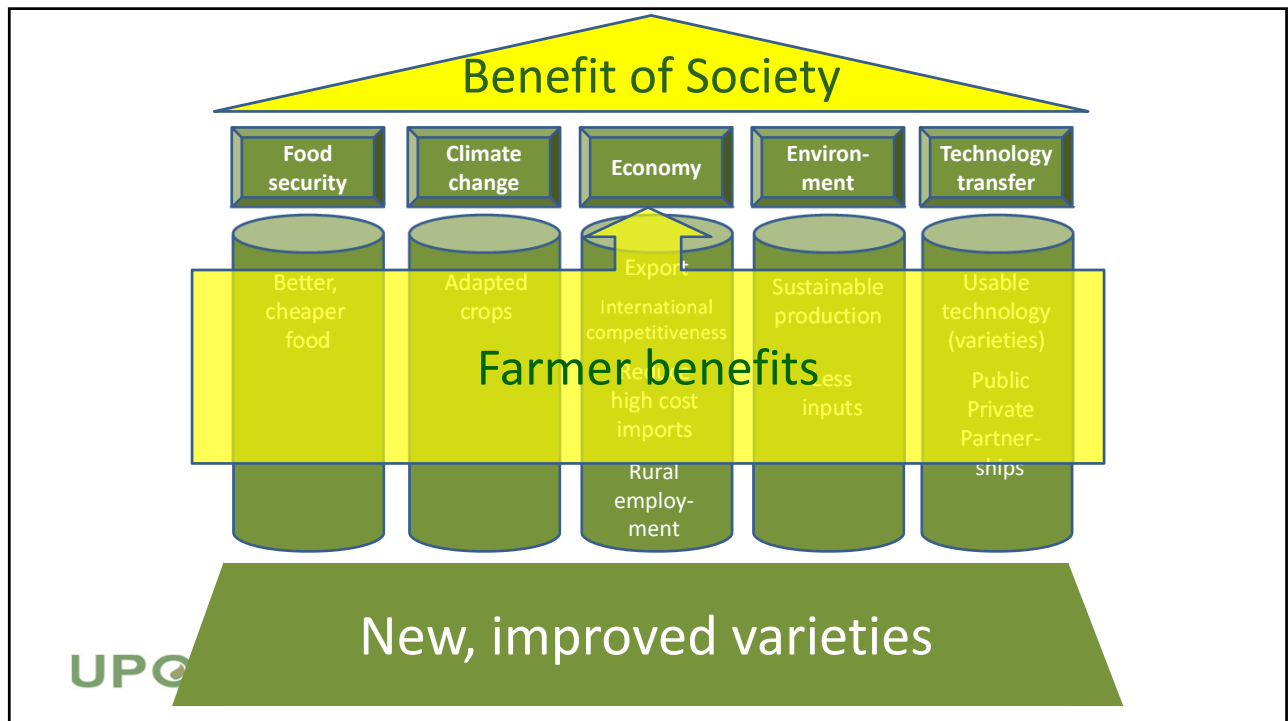 Benefit of Society
Food
security
Climate
change
Economy
Environ-
ment
Technology
transfer
Better,
cheaper
food
Adapted
crops
Export
International
competitiveness
high cost
imports
Rural
employ-
ment
Sustainable
production
Less
inputs
Usable
technology
(varieties)
Public
Private
Partner-
ships
Farmer benefits
New, improved varieties
UPO